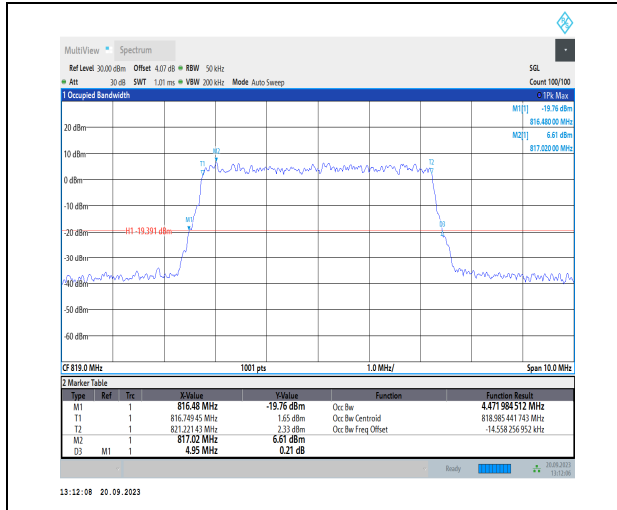 MultiView Spectrum
Ref Level 30.00 dBm Offset 4.07 dB RBW 50 kHz SGL
Att 30 dB SWT 1.01 ms VBW 200 kHz Mode Auto Sweep Count 100/100
1 Occupied Bandwidth 1Pk Max
M1[1] -19.76 dBm
816.480 00 MHz
M2[1] 6.61 dBm
817.020 00 MHz
20 dBm
10 dBm
0 dBm
-10 dBm
-20 dBm
-30 dBm
-40 dBm
-50 dBm
-60 dBm
H1 -19.391 dBm
M1
T1
M2
T2
D3
CF 819.0 MHz 1001 pts 1.0 MHz/ Span 10.0 MHz
2 Marker Table
Type Ref Trc X-Value Y-Value Function Function Result
M1 1 816.48 MHz -19.76 dBm Occ Bw 4.471 984 512 MHz
T1 1 816.749 45 MHz 1.65 dBm Occ Bw Centroid 818.985 441 743 MHz
T2 1 821.221 43 MHz 2.33 dBm Occ Bw Freq Offset -14.558 256 952 kHz
M2 1 817.02 MHz 6.61 dBm
D3 M1 1 4.95 MHz 0.21 dB
Ready 20.09.2023
13:12:06
13:12:08 20.09.2023